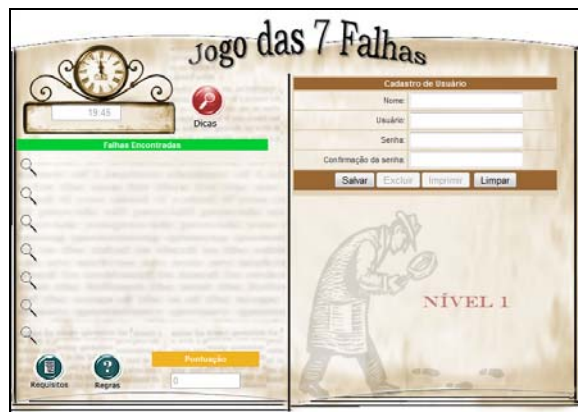 Jogo das 7 Falhas
19:45
Dicas
Falhas Encontradas
Requisitos
Regras
Pontuação
0
Cadastro de Usuário
Nome:
Usuário:
Senha:
Confirmação da senha:
Salvar Excluir Imprimir Limpar
NÍVEL 1